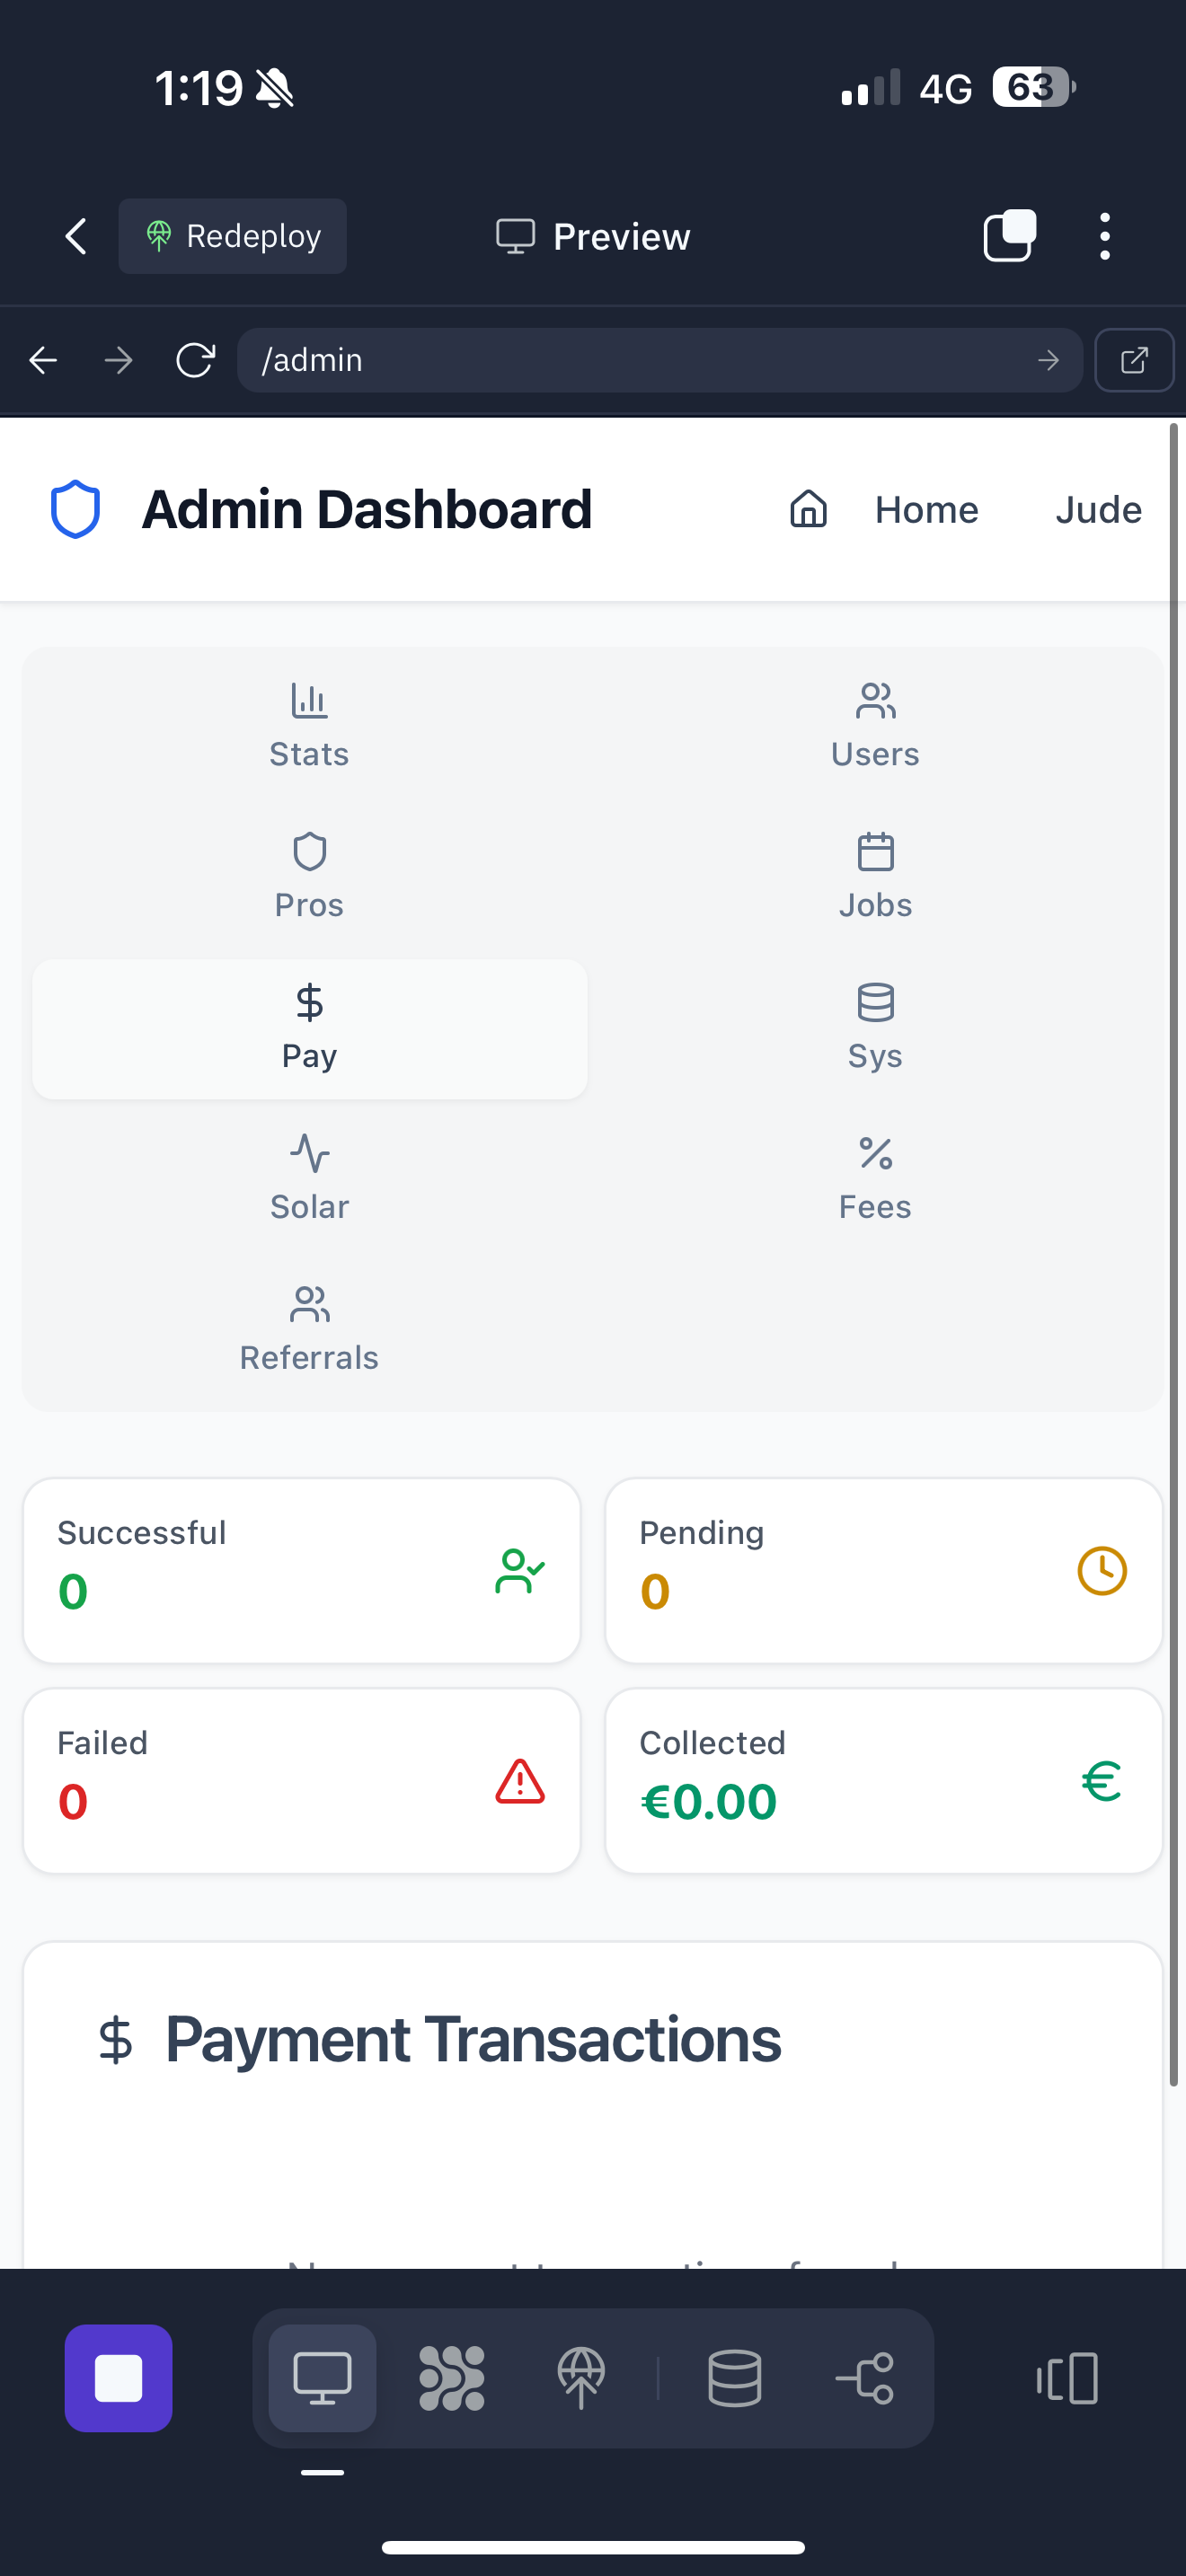 1:19 4G 63
Redeploy Preview
/admin
Admin Dashboard Home Jude
Stats Users
Pros Jobs
$
Pay Sys
Solar Fees
Referrals
Successful Pending
0 0
Failed Collected
0 €0.00
$ Payment Transactions